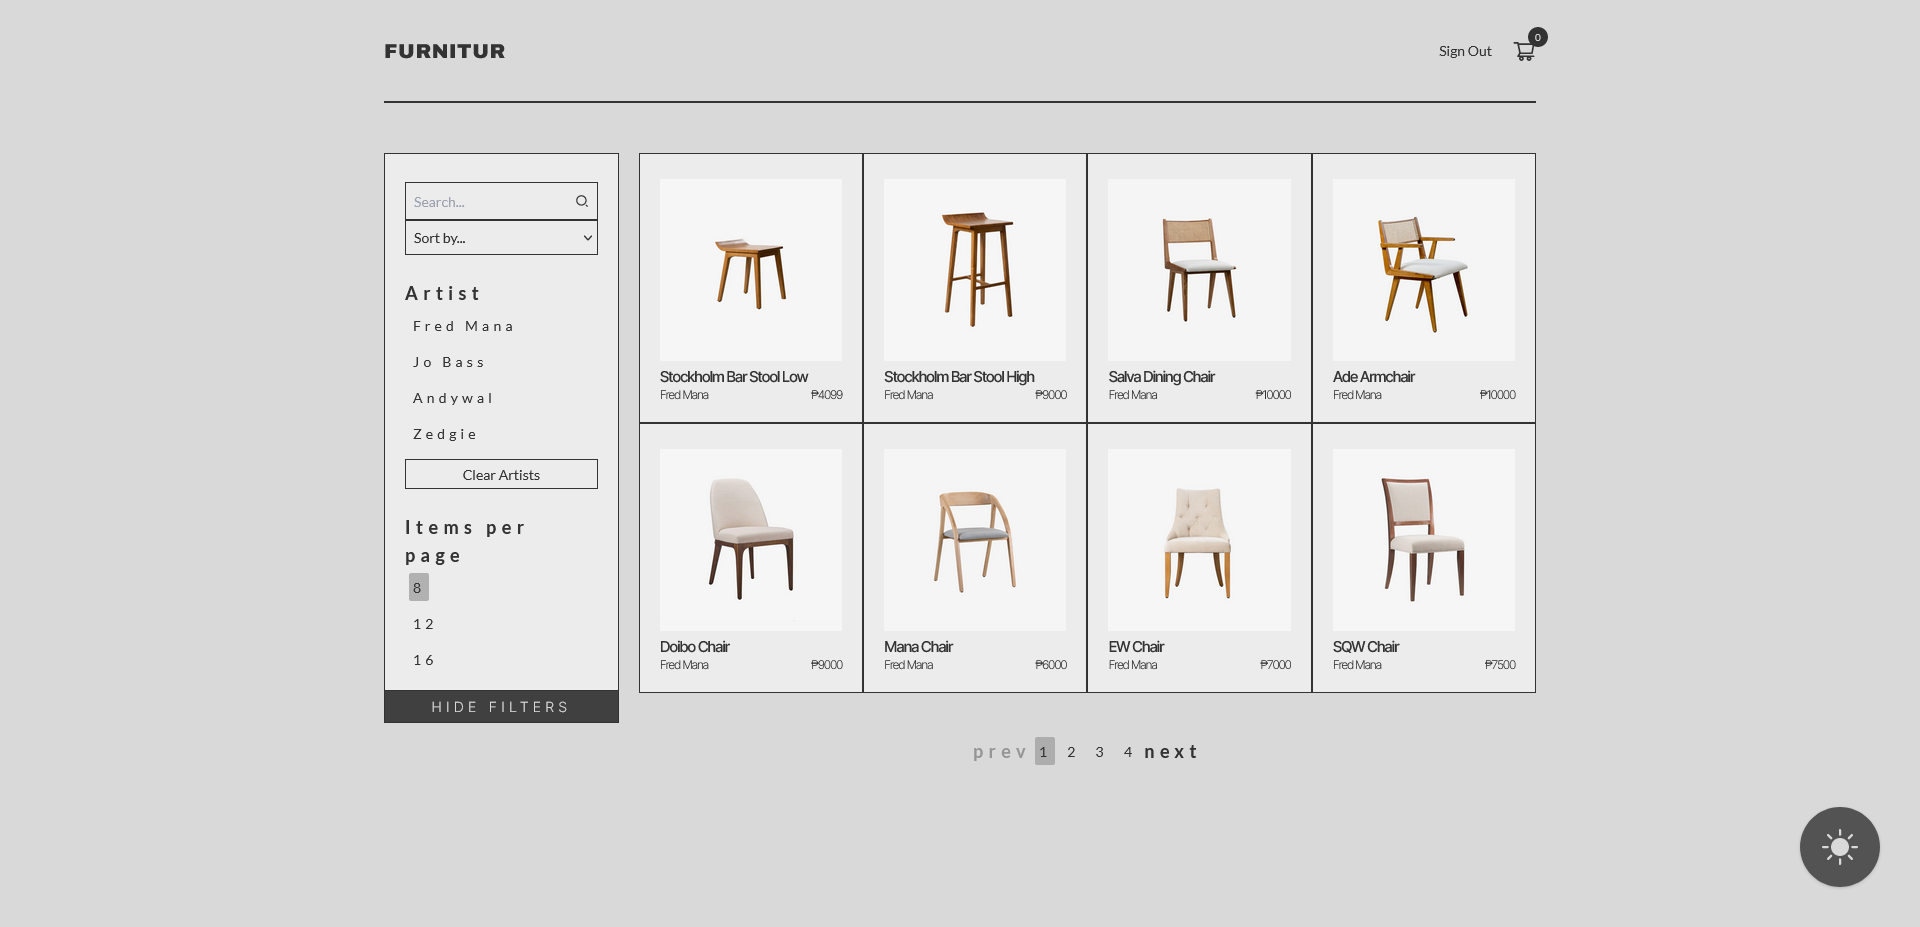 FURNITUR
Sign Out
0
Search...
Sort by...
Artist
Fred Mana
Jo Bass
Andywal
Zedgie
Clear Artists
Items per
page
8
12
16
HIDE FILTERS
Stockholm Bar Stool Low
Fred Mana ₱4099
Stockholm Bar Stool High
Fred Mana ₱9000
Salva Dining Chair
Fred Mana ₱10000
Ade Armchair
Fred Mana ₱10000
Doibo Chair
Fred Mana ₱9000
Mana Chair
Fred Mana ₱6000
EW Chair
Fred Mana ₱7000
SQW Chair
Fred Mana ₱7500
prev 1 2 3 4 next